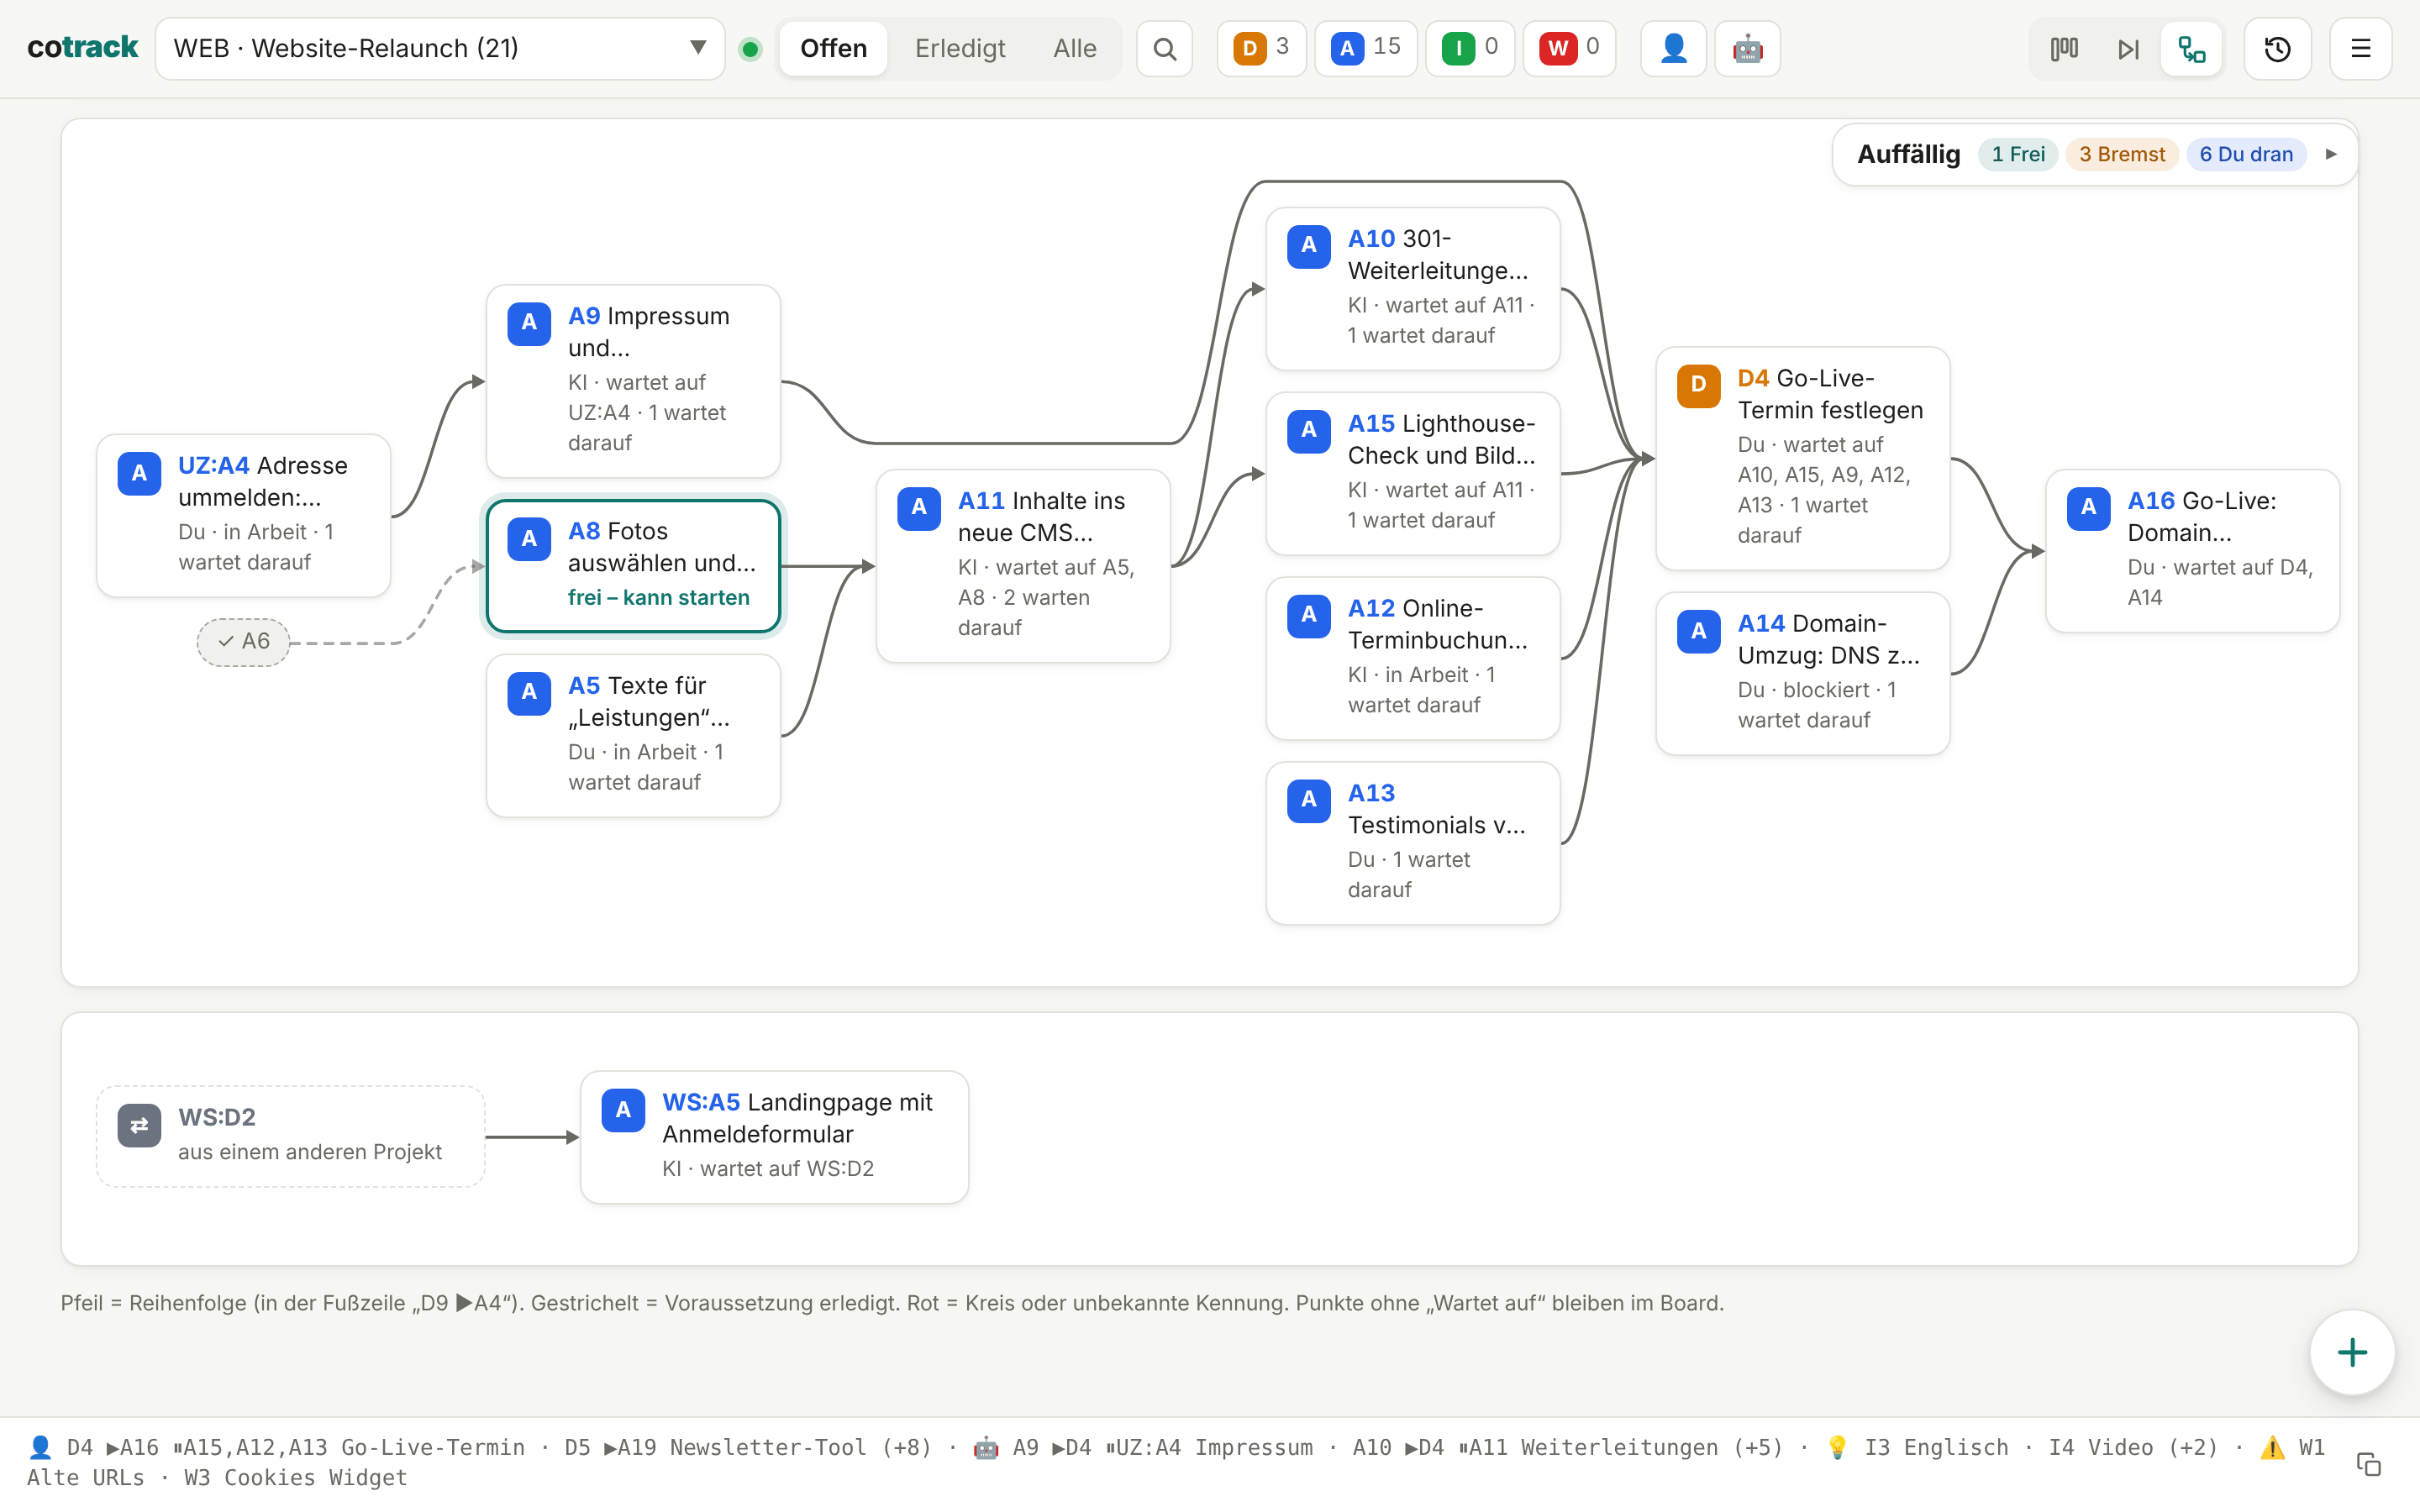 cotrack
WEB · Website-Relaunch (21)
Offen
Erledigt
Alle
D 3
A 15
I 0
W 0
Auffällig
1 Frei
3 Bremst
6 Du dran
A
UZ:A4 Adresse
ummelden:...
Du · in Arbeit · 1
wartet darauf
✓ A6
A
A9 Impressum
und...
KI · wartet auf
UZ:A4 · 1 wartet
darauf
A
A8 Fotos
auswählen und...
frei – kann starten
A
A5 Texte für
„Leistungen“...
Du · in Arbeit · 1
wartet darauf
A
A11 Inhalte ins
neue CMS...
KI · wartet auf A5,
A8 · 2 warten
darauf
A
A10 301-
Weiterleitunge...
KI · wartet auf A11 ·
1 wartet darauf
A
A15 Lighthouse-
Check und Bild...
KI · wartet auf A11 ·
1 wartet darauf
A
A12 Online-
Terminbuchun...
KI · in Arbeit · 1
wartet darauf
A
A13
Testimonials v...
Du · 1 wartet
darauf
D
D4 Go-Live-
Termin festlegen
Du · wartet auf
A10, A15, A9, A12,
A13 · 1 wartet
darauf
A
A14 Domain-
Umzug: DNS z...
Du · blockiert · 1
wartet darauf
A
A16 Go-Live:
Domain...
Du · wartet auf D4,
A14
⇄
WS:D2
aus einem anderen Projekt
A
WS:A5 Landingpage mit
Anmeldeformular
KI · wartet auf WS:D2
Pfeil = Reihenfolge (in der Fußzeile „D9 ▶A4“). Gestrichelt = Voraussetzung erledigt. Rot = Kreis oder unbekannte Kennung. Punkte ohne „Wartet auf“ bleiben im Board.
👤 D4 ▶A16 ⏸A15,A12,A13 Go-Live-Termin · D5 ▶A19 Newsletter-Tool (+8) · 🤖 A9 ▶D4 ⏸UZ:A4 Impressum · A10 ▶D4 ⏸A11 Weiterleitungen (+5) · 💡 I3 Englisch · I4 Video (+2) · ⚠️ W1
Alte URLs · W3 Cookies Widget